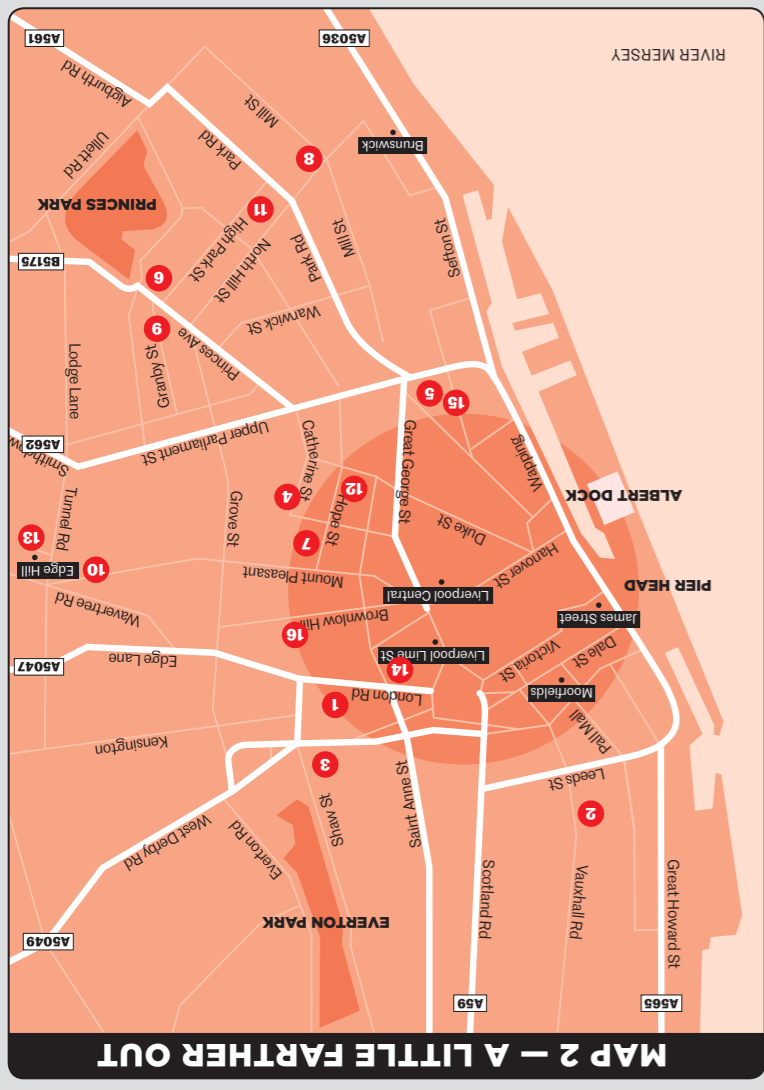 MAP 2 — A LITTLE FARTHER OUT
A565
A59
Great Howard St
Vauxhall Rd
Scotland Rd
EVERTON PARK
A5049
2
Leeds St
Saint Anne St
Shaw St
Everton Rd
West Derby Rd
3
Pall Mall
Kensington
1
London Rd
Moorfields
14
Dale St
Victoria St
Liverpool Lime St
Edge Lane
A5047
James Street
Brownlow Hill
16
Wavertree Rd
PIER HEAD
Liverpool Central
Hanover St
Mount Pleasant
10
Edge Hill
7
13
Duke St
Hope St
Grove St
Tunnel Rd
ALBERT DOCK
12
4
Wapping
Great George St
Catherine St
Upper Parliament St
Smithdow
A562
15
5
Lodge Lane
Granby St
Princes Ave
9
Warwick St
6
B5175
Sefton St
Mill St
Park Rd
North Hill St
High Park St
11
PRINCES PARK
8
Brunswick
Park Rd
Ullett Rd
Mill St
Aigburth Rd
RIVER MERSEY
A5036
A561